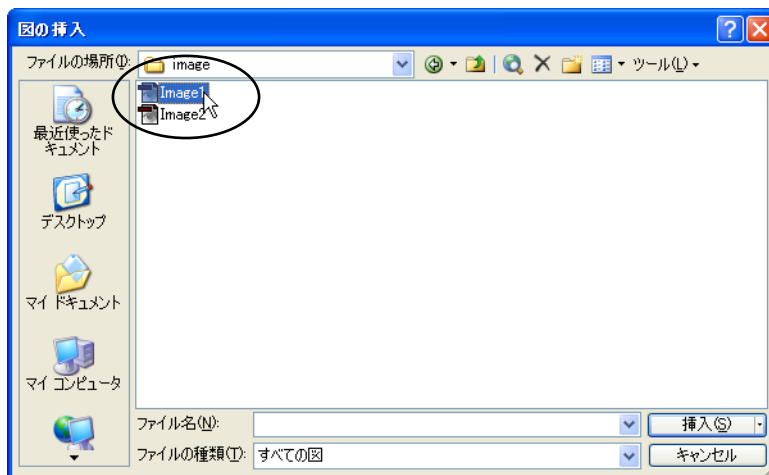 図の挿入
ファイルの場所(I):
image
ツール(L)
Image1
Image2
最近使ったド
キュメント
デスクトップ
マイ ドキュメント
マイ コンピュータ
ファイル名(N):
挿入(S)
ファイルの種類(T):
すべての図
キャンセル